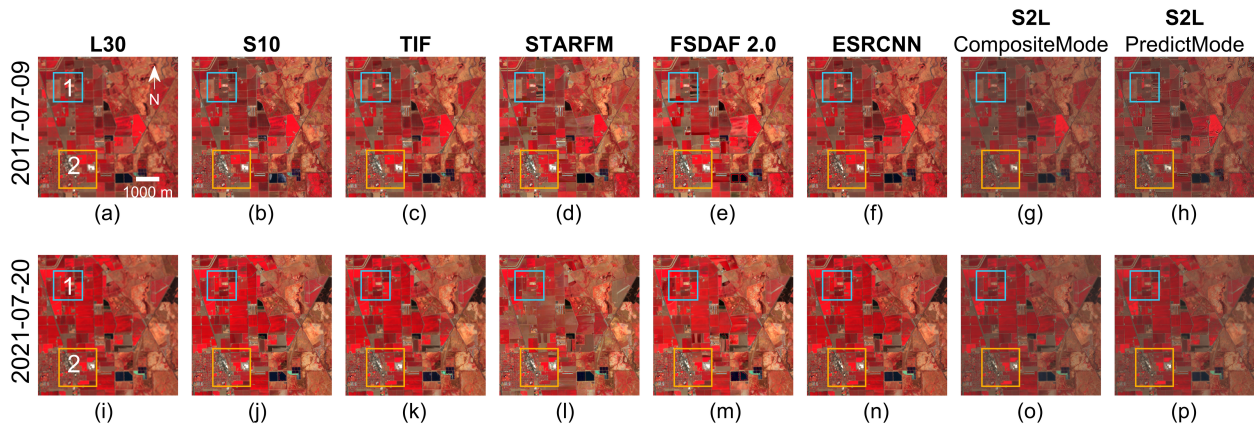 L30
S10
TIF
STARFM
FSDAF 2.0
ESRCNN
S2L
CompositeMode
S2L
PredictMode
2017-07-09
1
N
2
1000 m
(a)
(b)
(c)
(d)
(e)
(f)
(g)
(h)
2021-07-20
1
2
(i)
(j)
(k)
(l)
(m)
(n)
(o)
(p)